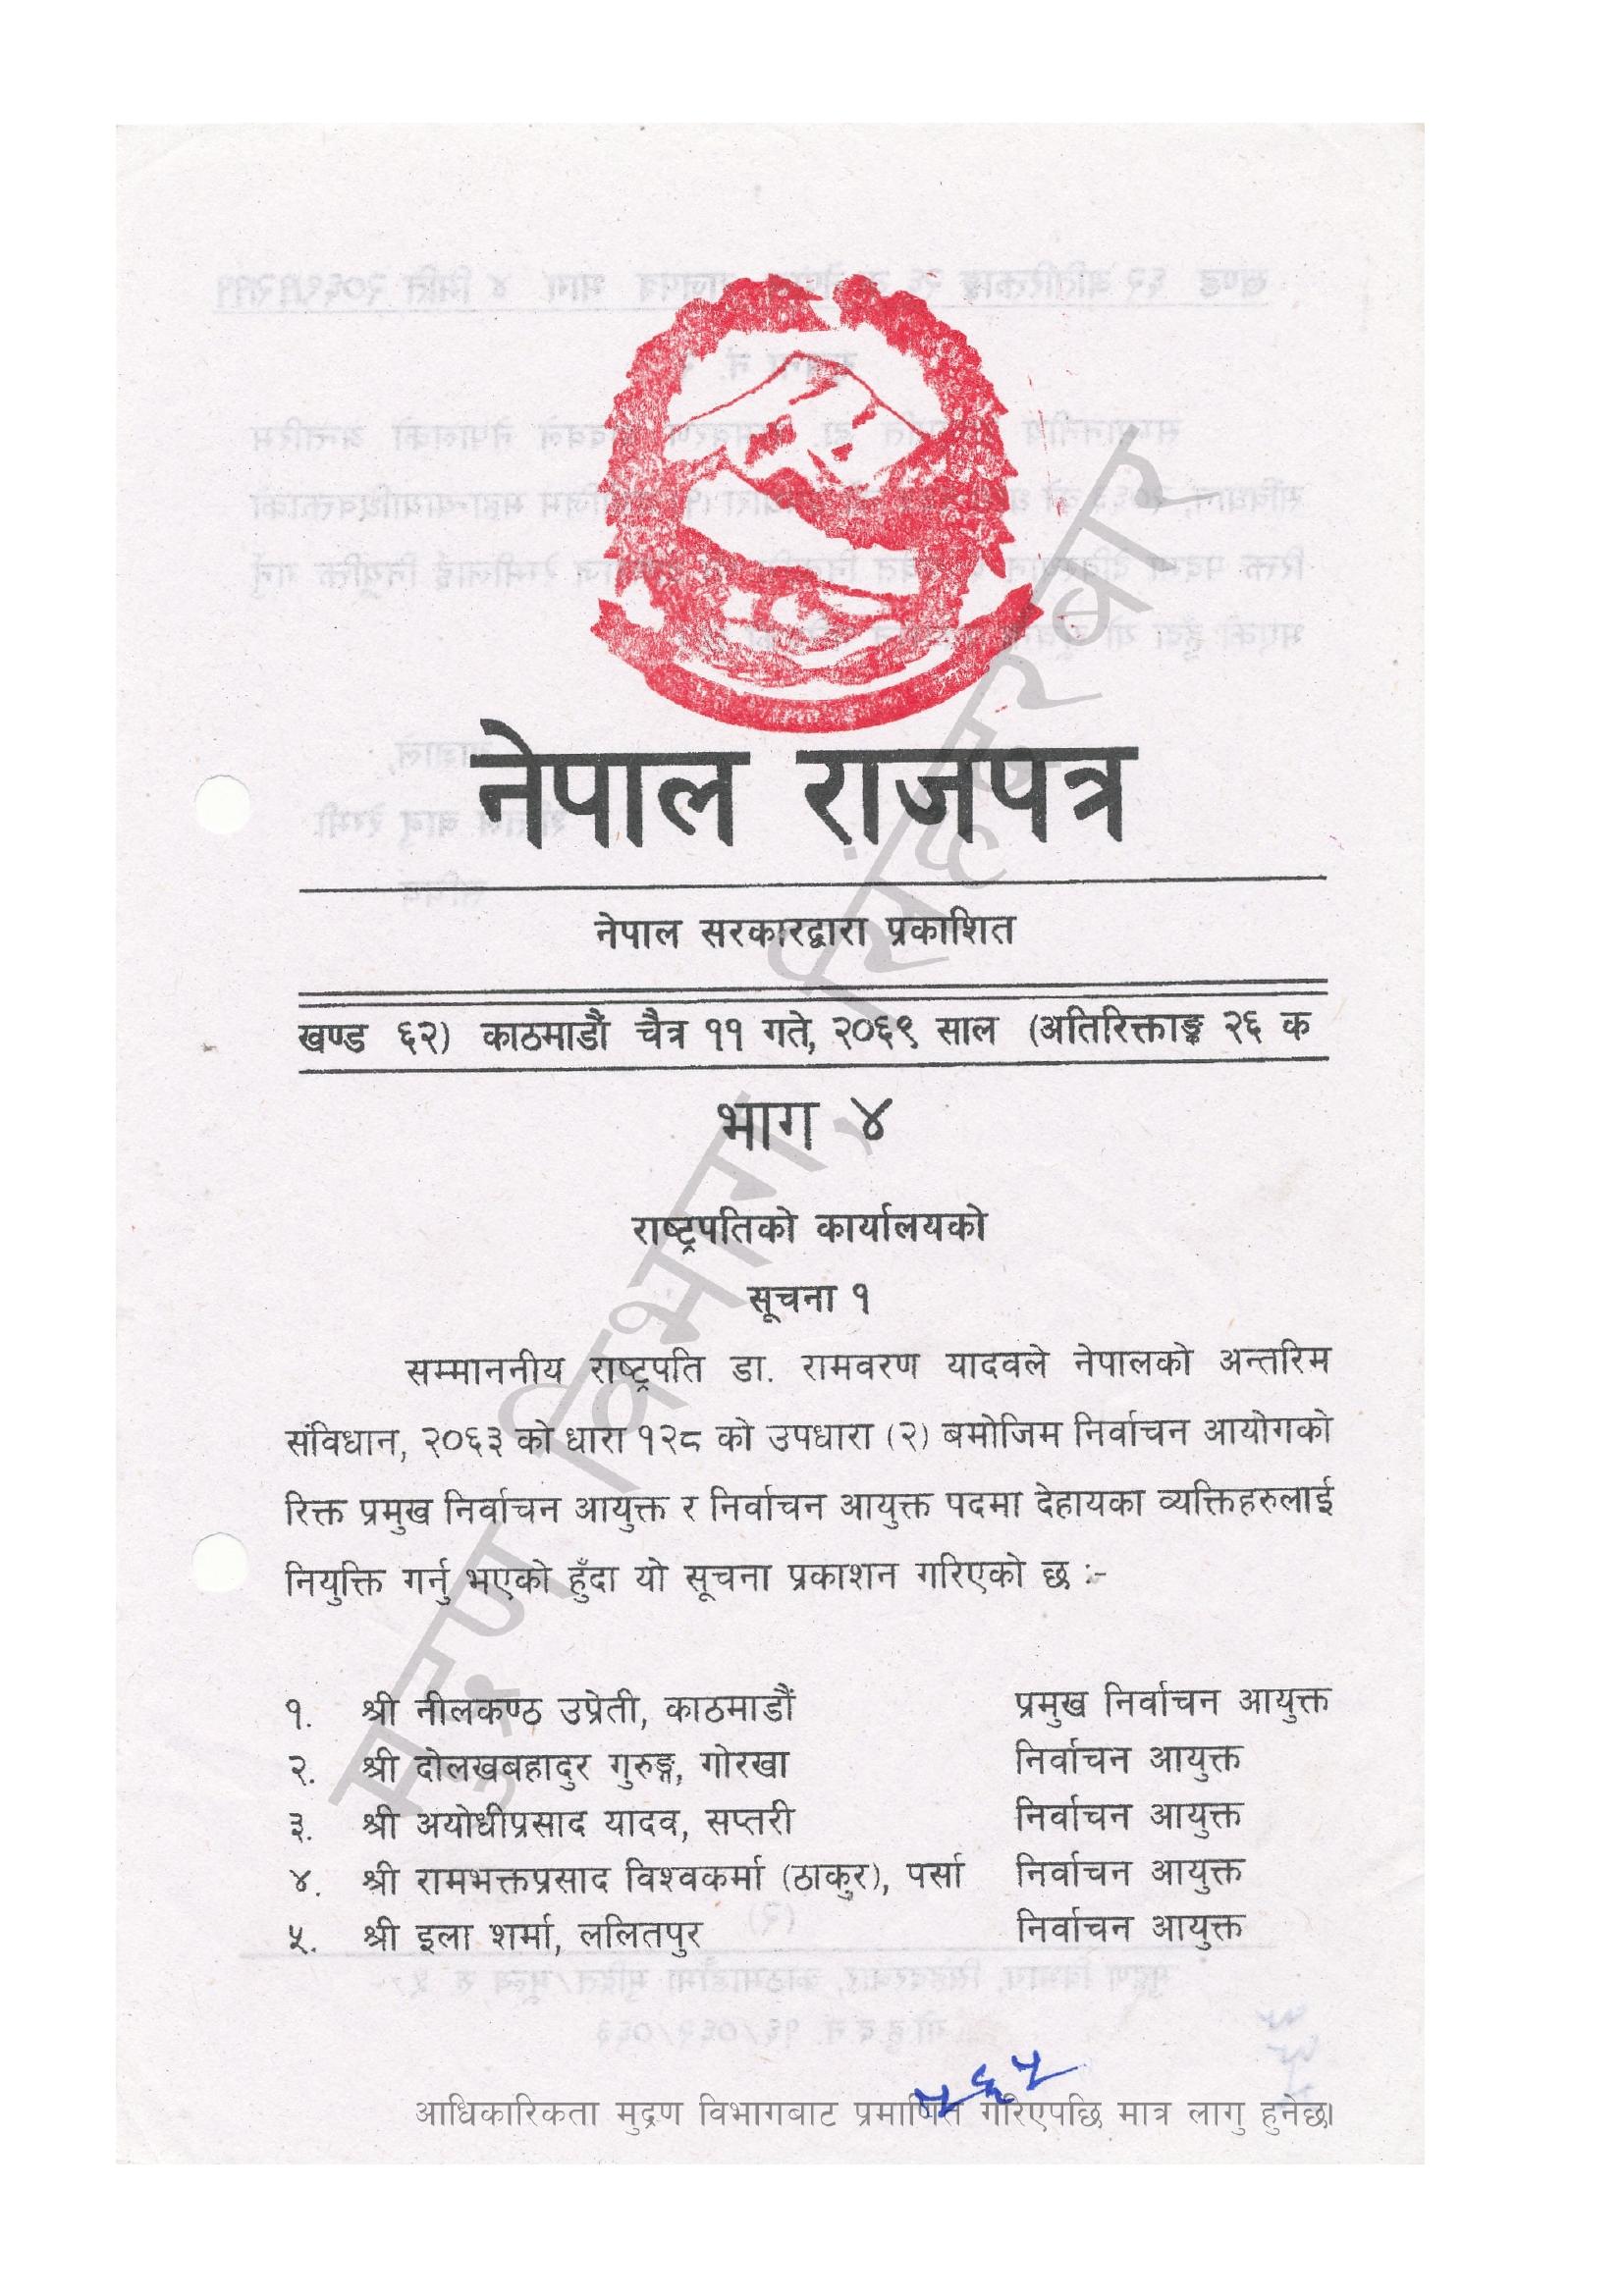 नेपाल राजपत्र
नेपाल सरकारद्वारा प्रकाशित
खण्ड ६२) काठमाडौं चैत्र ११ गते, २०६९ साल (अतिरिक्ताङ्क २६ क
भाग ४
राष्ट्रपतिको कार्यालयको
सूचना १
सम्माननीय राष्ट्रपति डा. रामवरण यादवले नेपालको अन्तरिम
संविधान, २०६३ को धारा १२८ को उपधारा (२) बमोजिम निर्वाचन आयोगको
रिक्त प्रमुख निर्वाचन आयुक्त र निर्वाचन आयुक्त पदमा देहायका व्यक्तिहरुलाई
नियुक्ति गर्नु भएको हुँदा यो सूचना प्रकाशन गरिएको छ :-
१. श्री नीलकण्ठ उप्रेती, काठमाडौं प्रमुख निर्वाचन आयुक्त
२. श्री दोलखबहादुर गुरुङ्ग, गोरखा निर्वाचन आयुक्त
३. श्री अयोधीप्रसाद यादव, सप्तरी निर्वाचन आयुक्त
४. श्री रामभक्तप्रसाद विश्वकर्मा (ठाकुर), पर्सा निर्वाचन आयुक्त
५. श्री इला शर्मा, ललितपुर निर्वाचन आयुक्त
आधिकारिकता मुद्रण विभागबाट प्रमाणित गरिएपछि मात्र लागु हुनेछ।
मुद्रण विभाग, सिंहदरवार